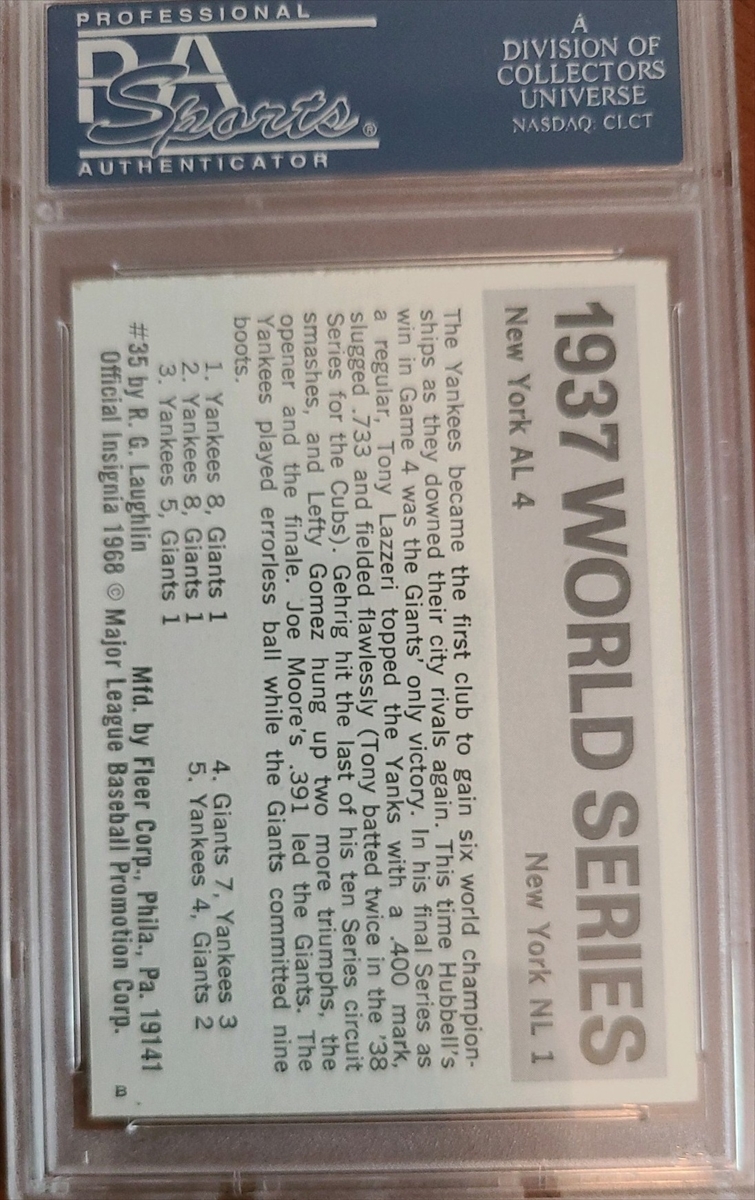 PROFESSIONAL
PSA
Sports®
AUTHENTICATOR
A
DIVISION OF
COLLECTORS
UNIVERSE
NASDAQ: CLCT
1937 WORLD SERIES
New York AL 4 New York NL 1
The Yankees became the first club to gain six world champion-
ships as they downed their city rivals again. This time Hubbell's
win in Game 4 was the Giants' only victory. In his final Series as
a regular, Tony Lazzeri topped the Yanks with a .400 mark,
slugged .733 and fielded flawlessly (Tony batted twice in the '38
Series for the Cubs). Gehrig hit the last of his ten Series circuit
smashes, and Lefty Gomez hung up two more triumphs, the
opener and the finale. Joe Moore's .391 led the Giants. The
Yankees played errorless ball while the Giants committed nine
boots.
1. Yankees 8, Giants 1
2. Yankees 8, Giants 1
3. Yankees 5, Giants 1
4. Giants 7, Yankees 3
5. Yankees 4, Giants 2
#35 by R. G. Laughlin Mfd. by Fleer Corp., Phila., Pa. 19141
Official Insignia 1968 © Major League Baseball Promotion Corp.